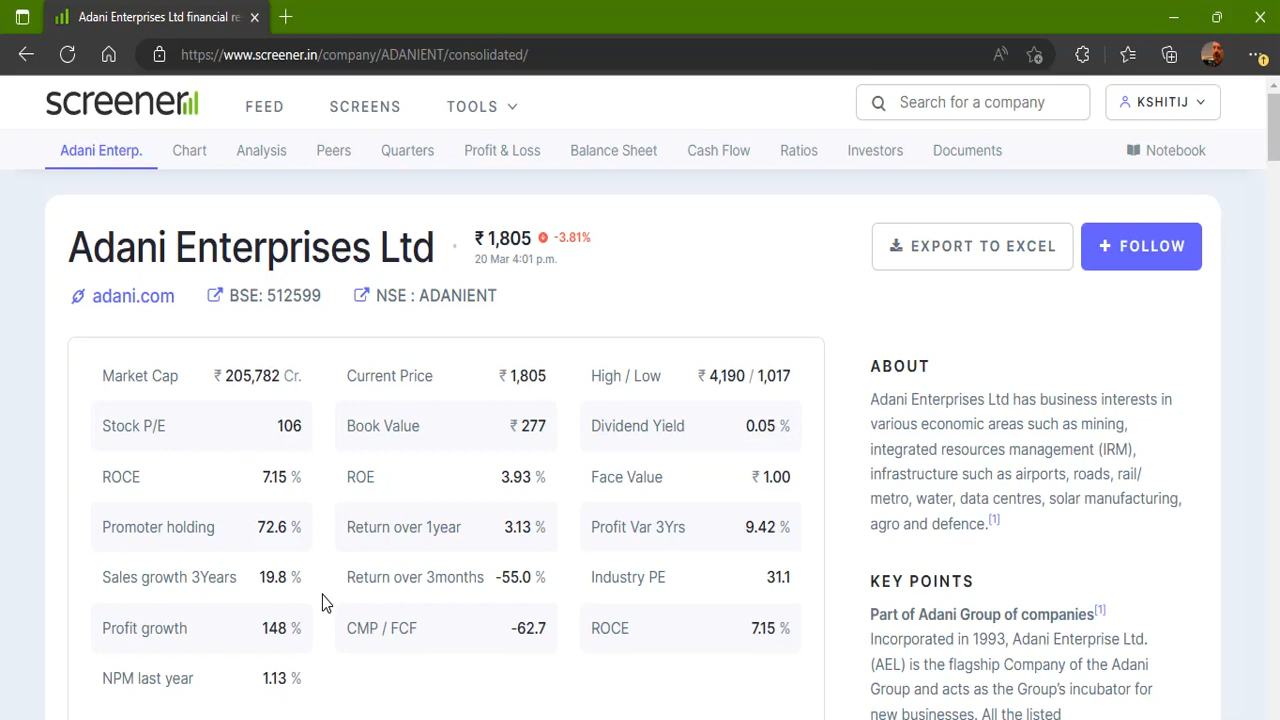 Adani Enterprises Ltd financial re
https://www.screener.in/company/ADANIENT/consolidated/
screener
FEED SCREENS TOOLS
Search for a company
KSHITIJ
Adani Enterp. Chart Analysis Peers Quarters Profit & Loss Balance Sheet Cash Flow Ratios Investors Documents Notebook
Adani Enterprises Ltd
₹ 1,805 -3.81%
20 Mar 4:01 p.m.
EXPORT TO EXCEL
+ FOLLOW
adani.com BSE: 512599 NSE : ADANIENT
Market Cap ₹ 205,782 Cr. Current Price ₹ 1,805 High / Low ₹ 4,190 / 1,017
Stock P/E 106 Book Value ₹ 277 Dividend Yield 0.05 %
ROCE 7.15 % ROE 3.93 % Face Value ₹ 1.00
Promoter holding 72.6 % Return over 1year 3.13 % Profit Var 3Yrs 9.42 %
Sales growth 3Years 19.8 % Return over 3months -55.0 % Industry PE 31.1
Profit growth 148 % CMP / FCF -62.7 ROCE 7.15 %
NPM last year 1.13 %
ABOUT
Adani Enterprises Ltd has business interests in
various economic areas such as mining,
integrated resources management (IRM),
infrastructure such as airports, roads, rail/
metro, water, data centres, solar manufacturing,
agro and defence.[1]
KEY POINTS
Part of Adani Group of companies[1]
Incorporated in 1993, Adani Enterprise Ltd.
(AEL) is the flagship Company of the Adani
Group and acts as the Group's incubator for
new businesses. All the listed